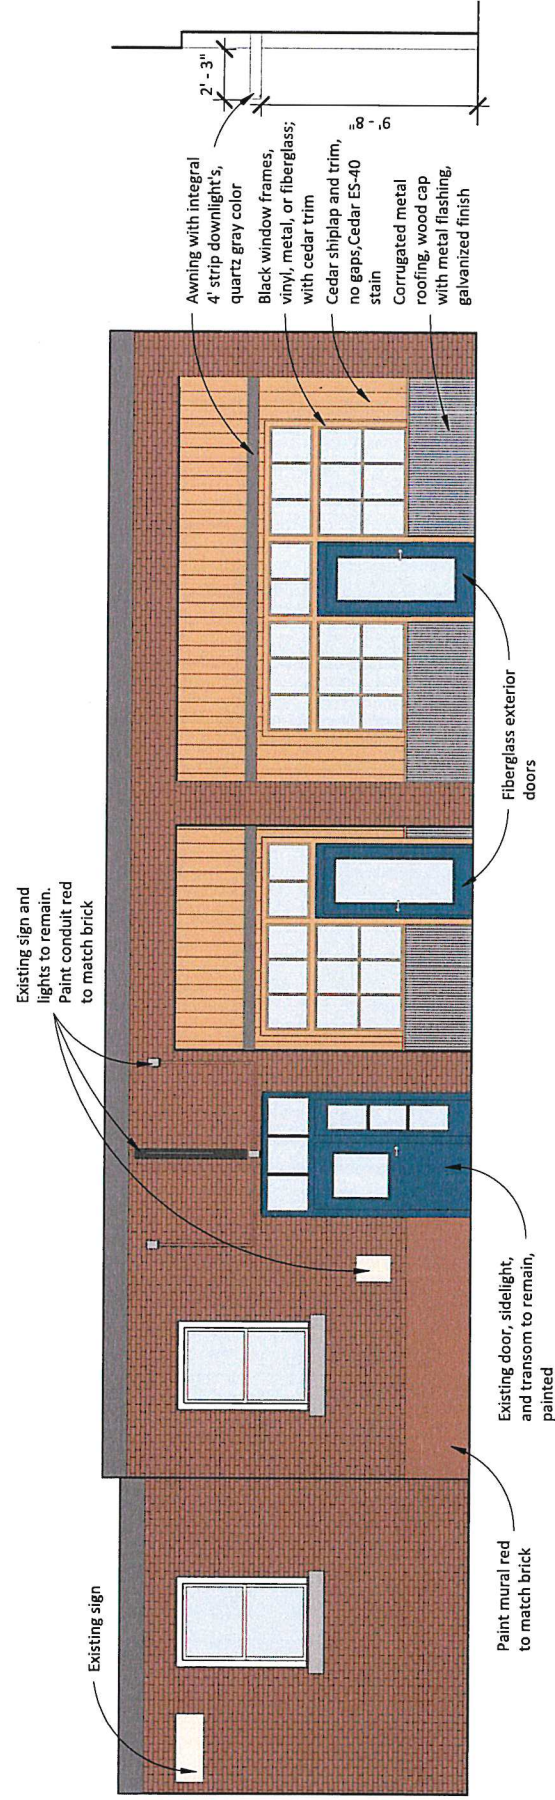 Existing sign
Existing sign and
lights to remain.
Paint conduit red
to match brick
Awning with integral
4' strip downlight's,
quartz gray color
Black window frames,
vinyl, metal, or fiberglass;
with cedar trim
Cedar shiplap and trim,
no gaps,Cedar ES-40
stain
Corrugated metal
roofing, wood cap
with metal flashing,
galvanized finish
2' - 3"
9' - 8"
Paint mural red
to match brick
Existing door, sidelight,
and transom to remain,
painted
Fiberglass exterior
doors